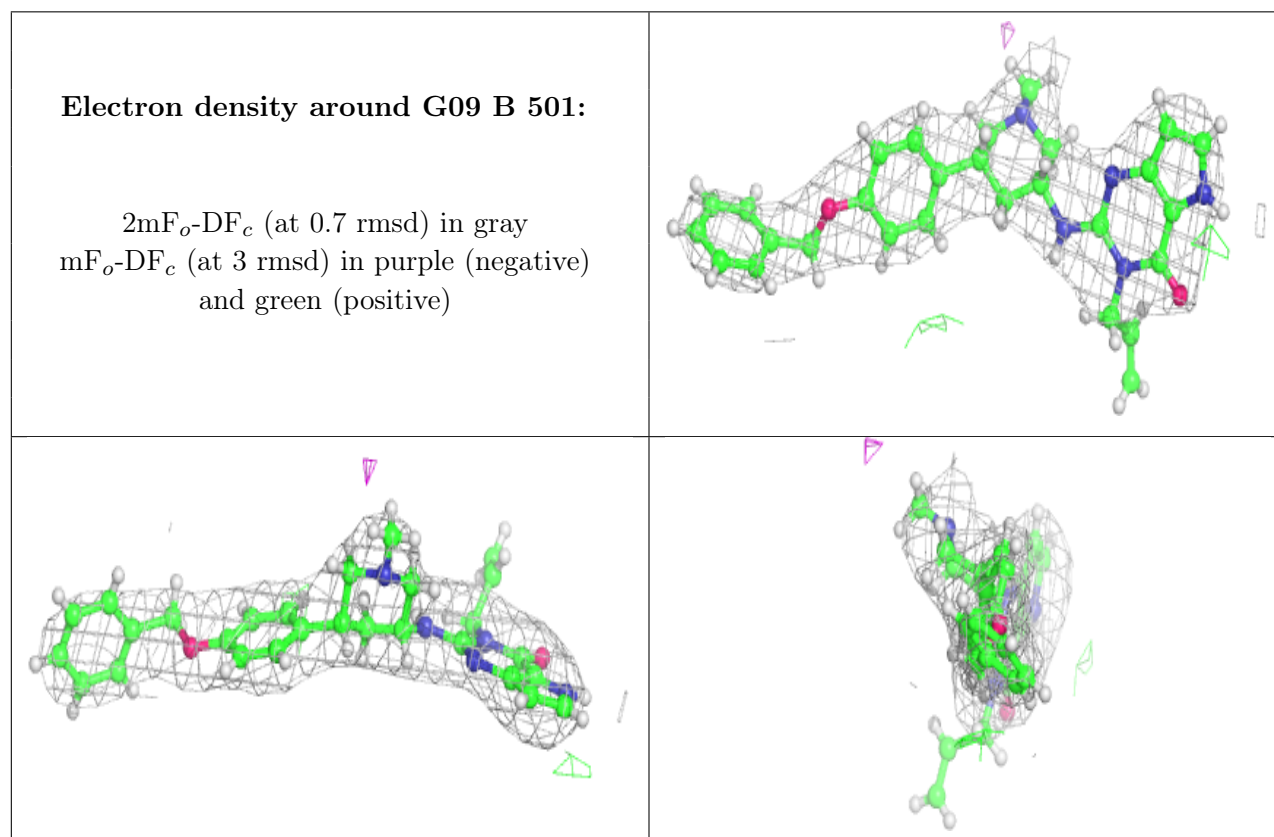 Electron density around G09 B 501:
2mFₒ-DF𝒸 (at 0.7 rmsd) in gray
mFₒ-DF𝒸 (at 3 rmsd) in purple (negative)
and green (positive)